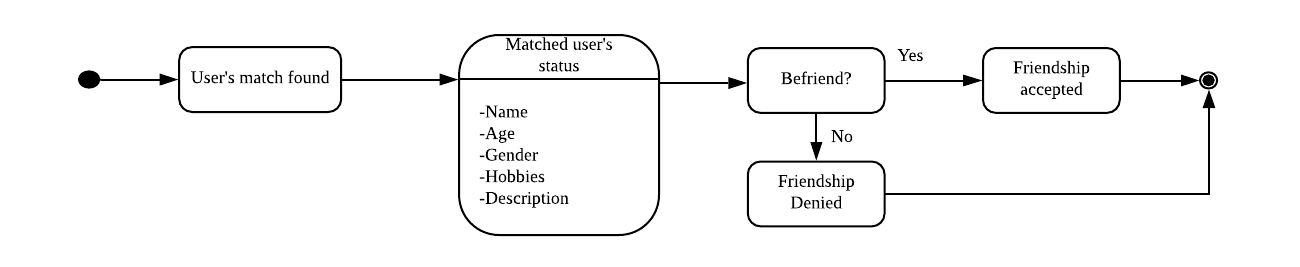 User's match found
Matched user's
status
-Name
-Age
-Gender
-Hobbies
-Description
Befriend?
Yes
No
Friendship
accepted
Friendship
Denied